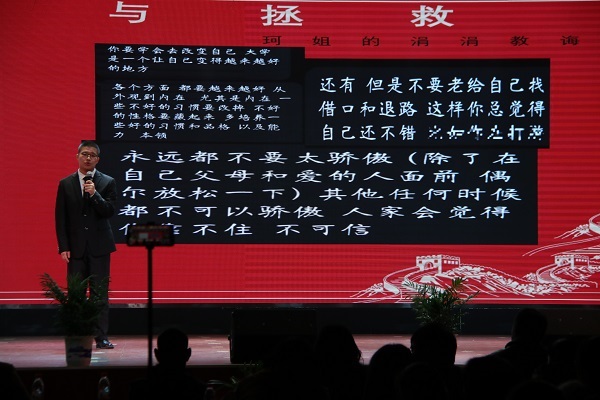 与拯救
珂姐的涓涓教诲
你要学会去改变自己 大学
是一个让自己变得越来越好
的地方
各个方面 都要越来越好 从
外观到内在 尤其是内在 一
些不好的习惯要改掉 不好
的性格要藏起来 多培养一
些好的习惯和品格 以及能
力 本领
还有 但是不要老给自己找
借口和退路 这样你总觉得
自己还不错
永远都不要太骄傲（除了在
自己父母和爱的人面前 偶
尔放松一下）其他任何时候
都不可以骄傲 人家会觉得
不住 不可信